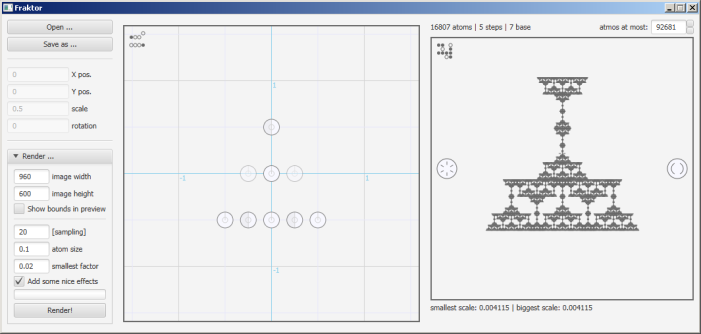 Fraktor
Open ...
Save as ...
0 X pos.
0 Y pos.
0.5 scale
0 rotation
Render ...
960 image width
600 image height
Show bounds in preview
20 [sampling]
0.1 atom size
0.02 smallest factor
Add some nice effects
Render!
1
-1
1
-1
16807 atoms | 5 steps | 7 base
atmos at most: 92681
smallest scale: 0.004115 | biggest scale: 0.004115